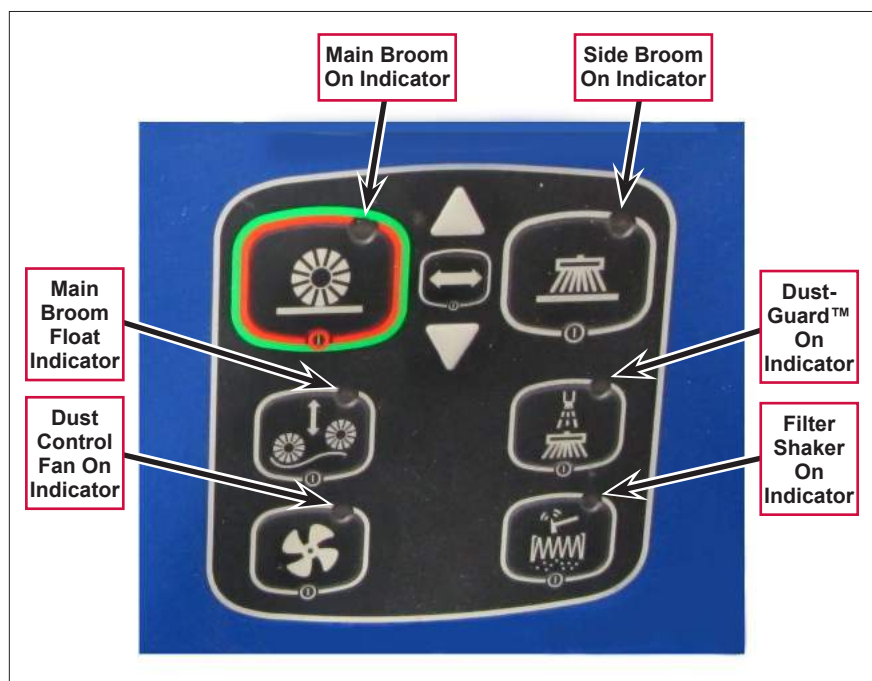 Main Broom
On Indicator
Side Broom
On Indicator
Main
Broom
Float
Indicator
Dust-
Guard™
On
Indicator
Dust
Control
Fan On
Indicator
Filter
Shaker
On
Indicator